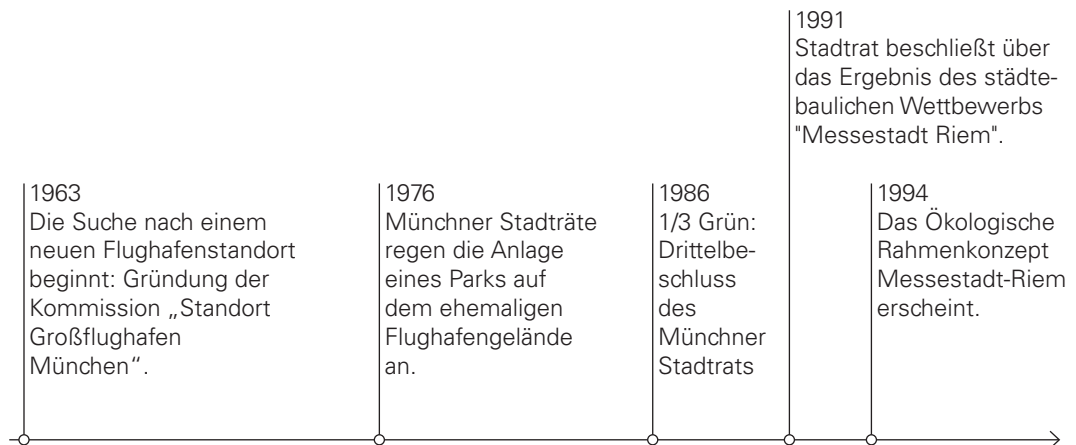 1963
Die Suche nach einem
neuen Flughafenstandort
beginnt: Gründung der
Kommission „Standort
Großflughafen
München“.
1976
Münchner Stadträte
regen die Anlage
eines Parks auf
dem ehemaligen
Flughafengelände
an.
1986
1/3 Grün:
Drittelbe-
schluss
des
Münchner
Stadtrats
1991
Stadtrat beschließt über
das Ergebnis des städte-
baulichen Wettbewerbs
"Messestadt Riem".
1994
Das Ökologische
Rahmenkonzept
Messestadt-Riem
erscheint.